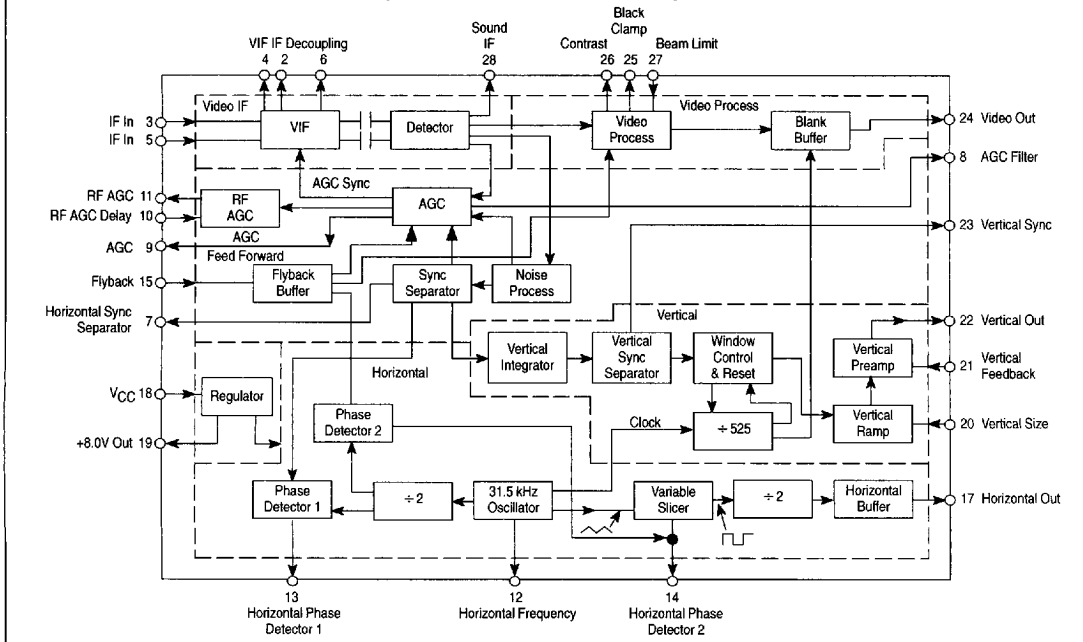 Black
Clamp
Sound
IF
28
VIF IF Decoupling
4 2 6
Contrast
26
25
Beam Limit
27
Video IF
Video Process
IF In 3
IF In 5
VIF
Detector
Video
Process
Blank
Buffer
24 Video Out
8 AGC Filter
AGC Sync
RF AGC 11
RF AGC Delay 10
RF
AGC
AGC
23 Vertical Sync
AGC 9
AGC
Feed Forward
Flyback 15
Flyback
Buffer
Sync
Separator
Noise
Process
Horizontal Sync
Separator 7
Vertical
22 Vertical Out
Horizontal
Vertical
Integrator
Vertical
Sync
Separator
Window
Control
& Reset
Vertical
Preamp
21 Vertical
Feedback
VCC 18
Regulator
+8.0V Out 19
Phase
Detector 2
Clock
÷ 525
Vertical
Ramp
20 Vertical Size
Phase
Detector 1
÷ 2
31.5 kHz
Oscillator
Variable
Slicer
÷ 2
Horizontal
Buffer
17 Horizontal Out
13
Horizontal Phase
Detector 1
12
Horizontal Frequency
14
Horizontal Phase
Detector 2